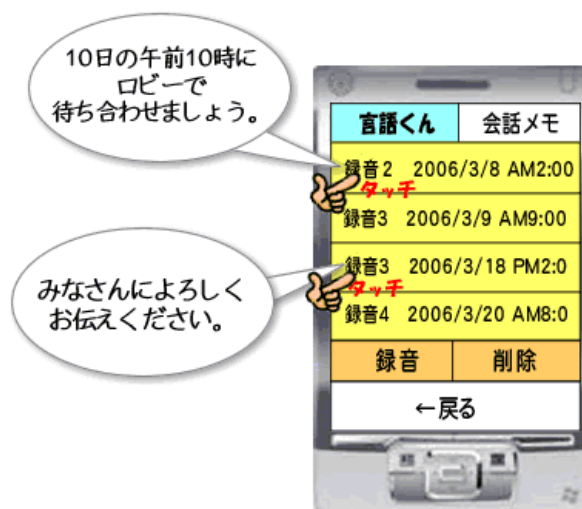 10日の午前10時に
ロビーで
待ち合わせましょう。
言語くん 会話メモ
録音2 2006/3/8 AM2:00
タッチ
録音3 2006/3/9 AM9:00
録音3 2006/3/18 PM2:0
タッチ
みなさんによろしく
お伝えください。
録音4 2006/3/20 AM8:0
録音 削除
←戻る